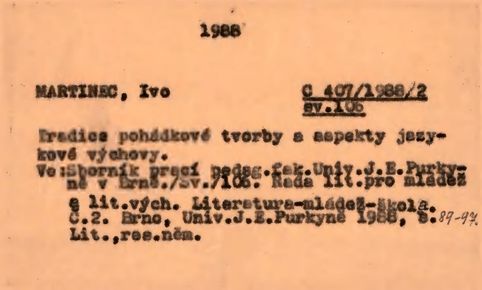 1988
MARTINEC, Ivo
C 407/1988/2
sv.106
Tradice pohádkové tvorby a aspekty jazy-
kové výchovy.
Ve:Sborník prací pedag.fak.Univ.J.E.Purky-
ně v Brně./Sv./106. Řada lit.pro mládež
a lit.vých. Literatura-mládež-škola.
Č.2. Brno, Univ.J.E.Purkyně 1988, s.89-97.
Lit.,res.něm.